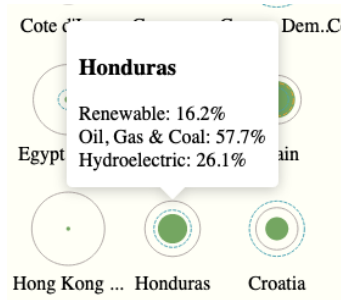 Cote d'
Dem..C
Honduras
Renewable: 16.2%
Oil, Gas & Coal: 57.7%
Hydroelectric: 26.1%
Egypt
ain
Hong Kong ... Honduras Croatia